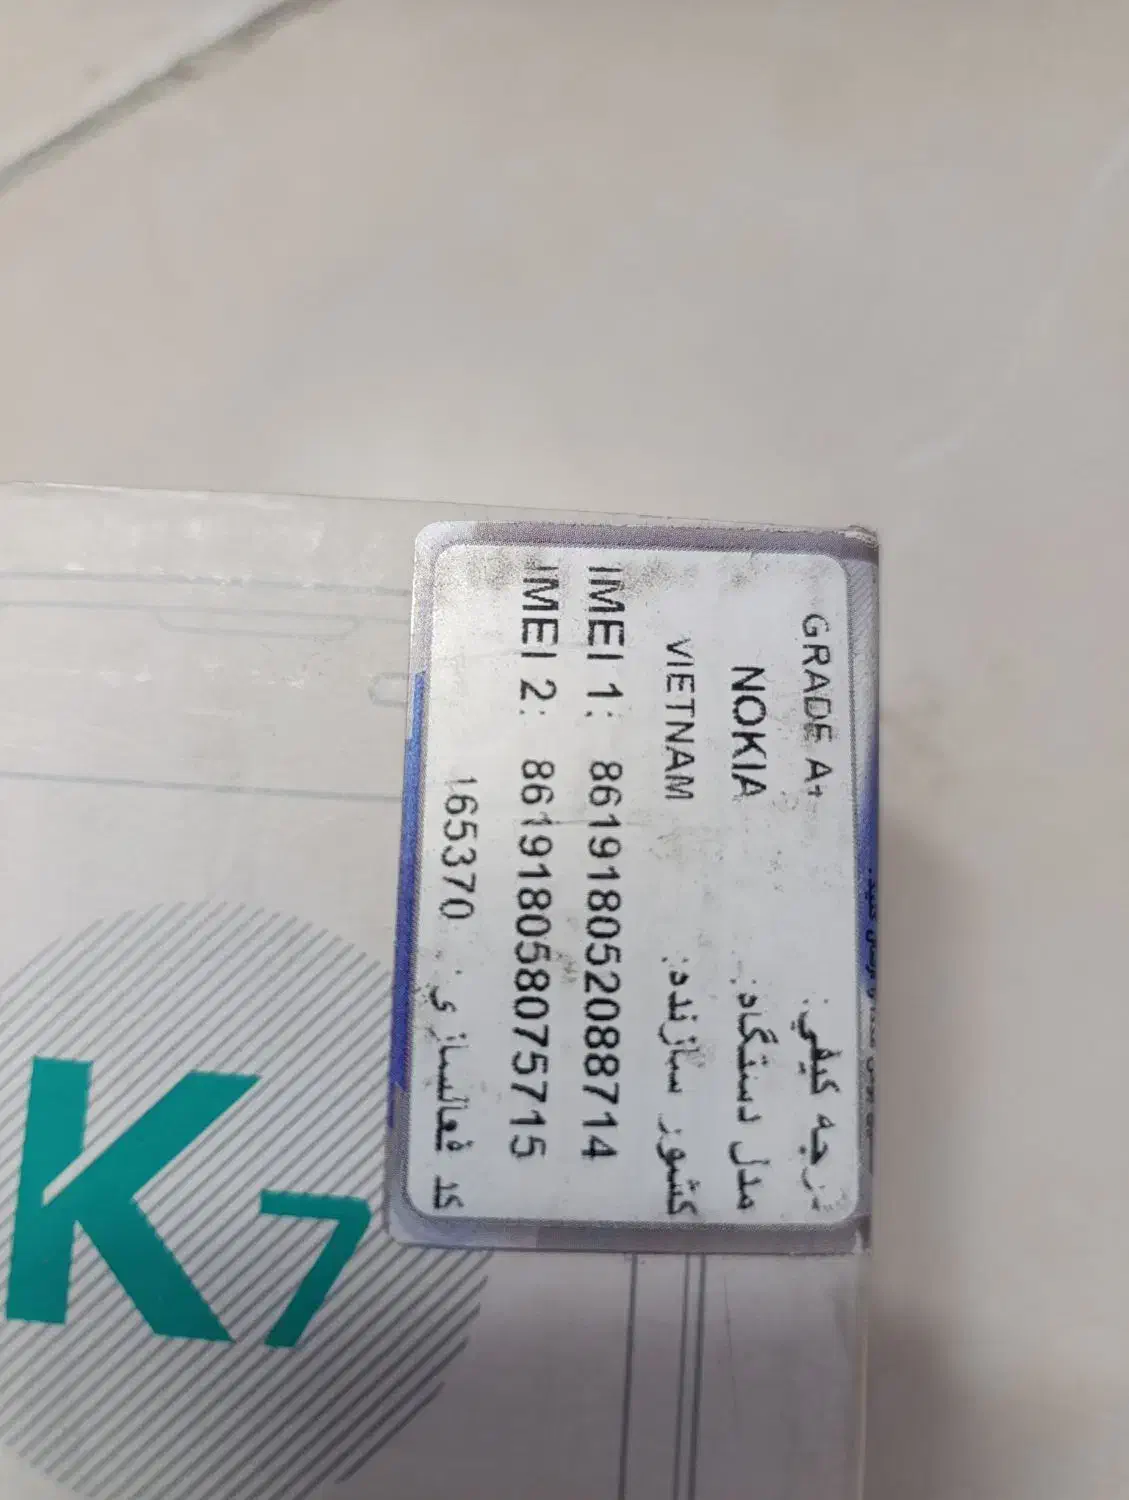 درجه کیفی: GRADE A+
مدل دستگاه: NOKIA
کشور سازنده: VIETNAM
IMEI 1: 861918052088714
IMEI 2: 861918058075715
کد فعالسازی: 165370
K7